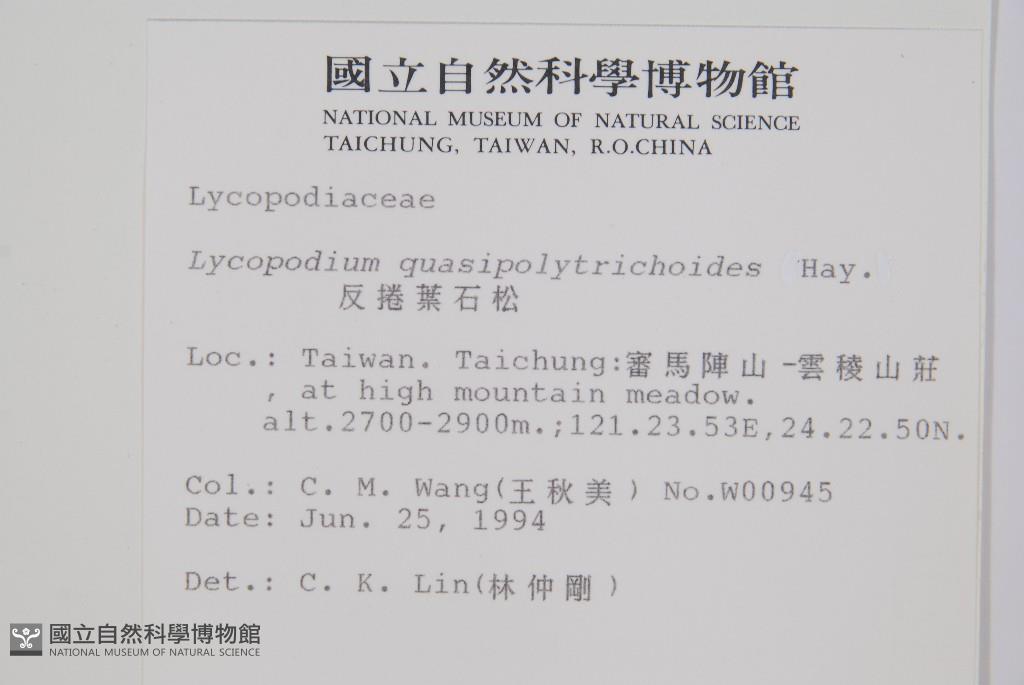 國立自然科學博物館
NATIONAL MUSEUM OF NATURAL SCIENCE
TAICHUNG, TAIWAN, R.O.CHINA
Lycopodiaceae
Lycopodium quasipolytrichoides Hay.
反捲葉石松
Loc.: Taiwan. Taichung:審馬陣山-雲稜山莊
, at high mountain meadow.
alt.2700-2900m.;121.23.53E,24.22.50N.
Col.: C. M. Wang(王秋美) No.W00945
Date: Jun. 25, 1994
Det.: C. K. Lin(林仲剛)
國立自然科學博物館
NATIONAL MUSEUM OF NATURAL SCIENCE